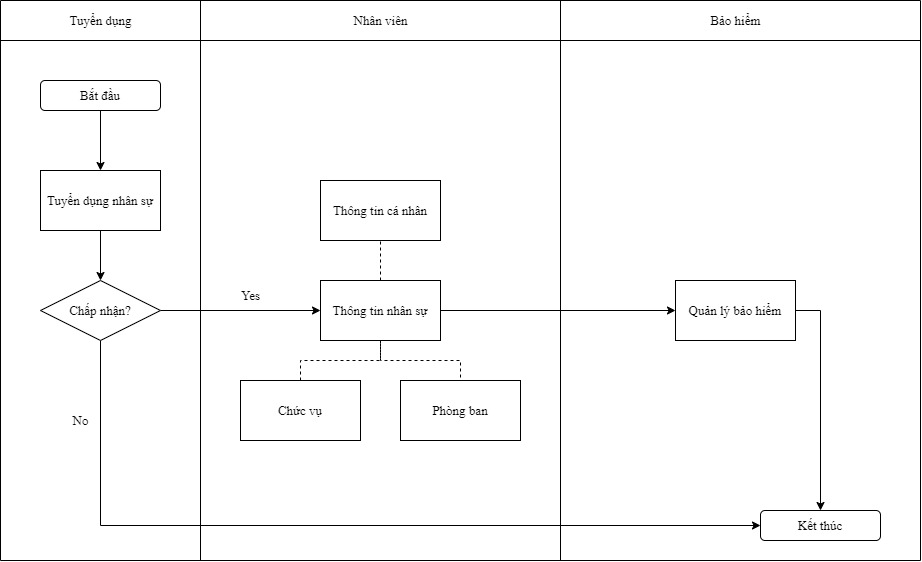 Tuyển dụng
Nhân viên
Bảo hiểm
Bắt đầu
Tuyển dụng nhân sự
Thông tin cá nhân
Chấp nhận?
Yes
Thông tin nhân sự
Quản lý bảo hiểm
Chức vụ
Phòng ban
No
Kết thúc